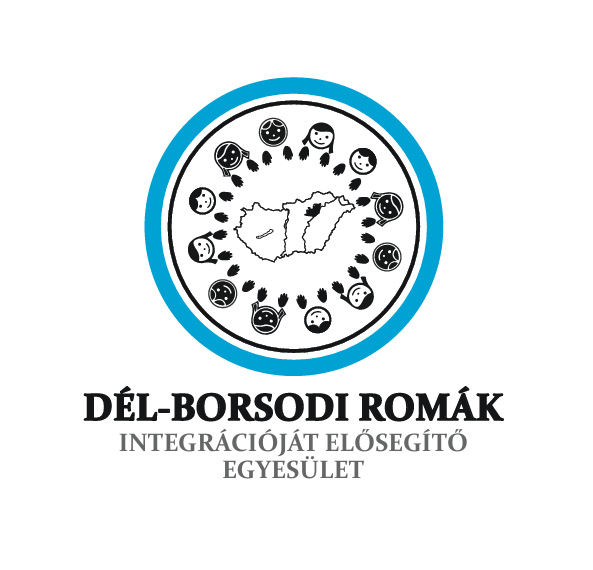 DÉL-BORSODI ROMÁK
INTEGRÁCIÓJÁT ELŐSEGÍTŐ
EGYESÜLET